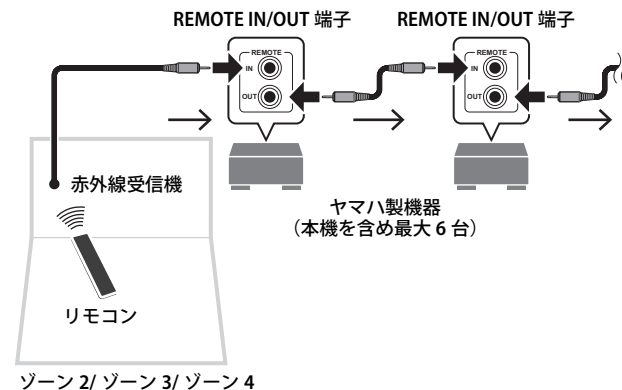 REMOTE IN/OUT 端子
REMOTE IN/OUT 端子
REMOTE
IN
OUT
REMOTE
IN
OUT
赤外線受信機
ヤマハ製機器
（本機を含め最大 6 台）
リモコン
ゾーン 2/ ゾーン 3/ ゾーン 4